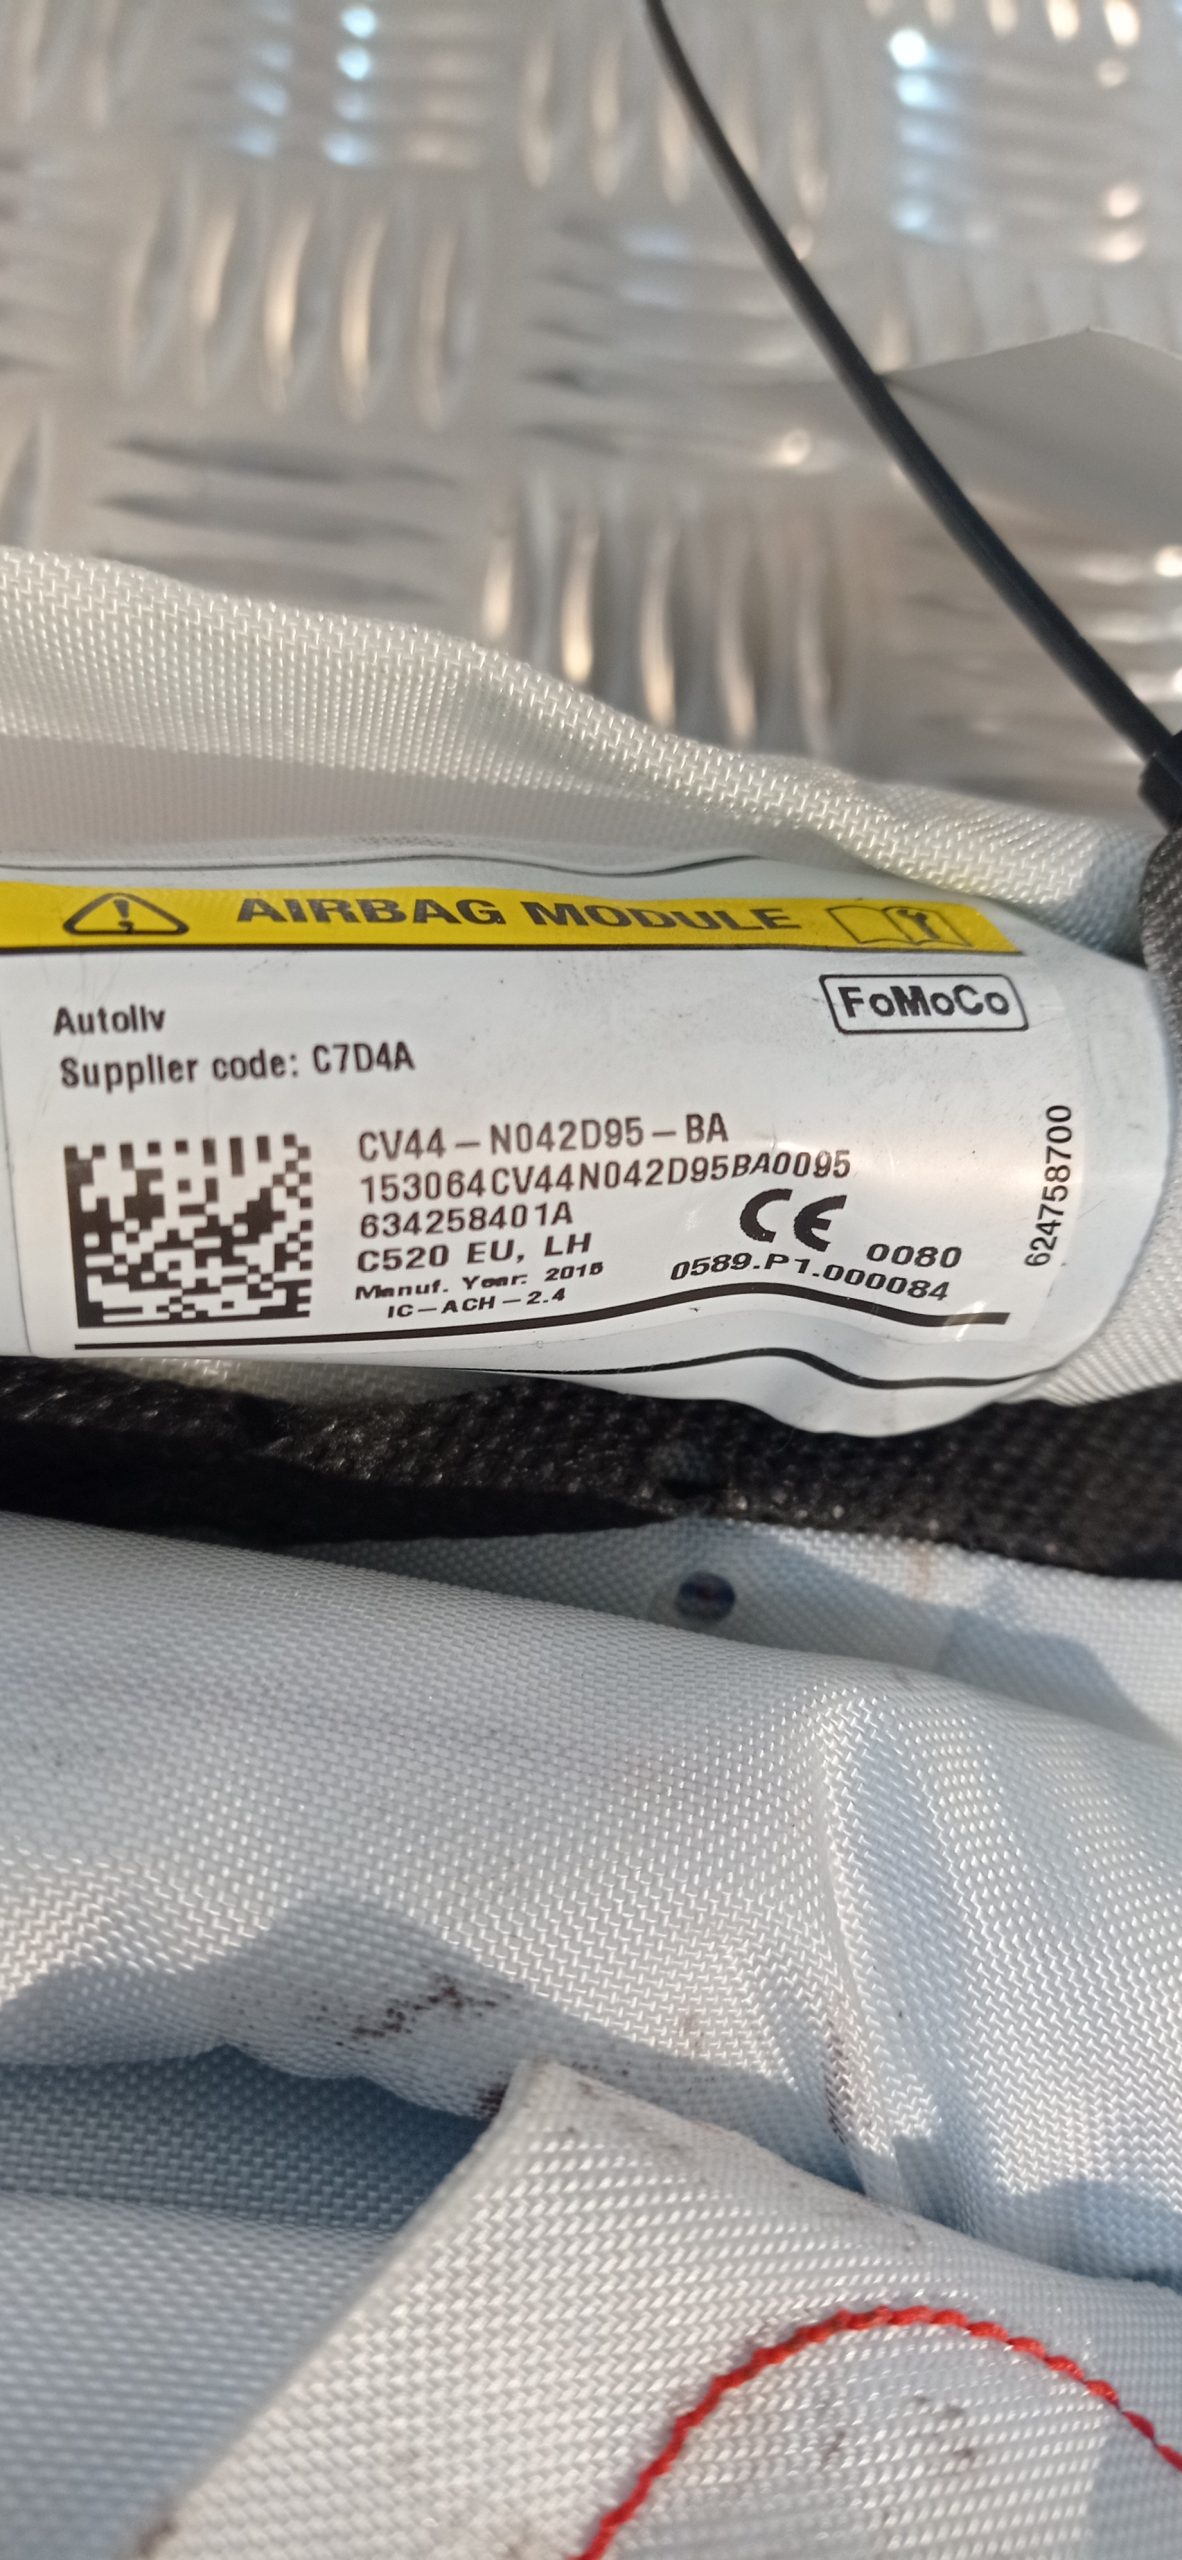 AIRBAG MODULE
FoMoCo
Autoliv
Supplier code: C7D4A
CV44-N042D95-BA
153064CV44N042D95BA0095
634258401A
C520 EU, LH
Manuf. Year: 2015
IC-ACH-2.4
CE 0080
0589.P1.000084
624758700